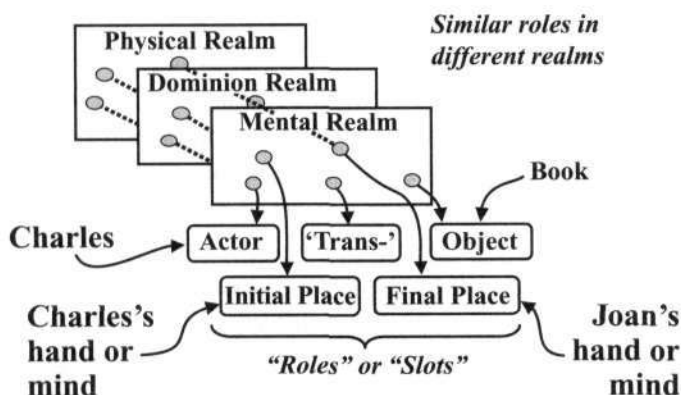 Physical Realm
Similar roles in
different realms
Dominion Realm
Mental Realm
Book
Charles
Actor
‘Trans-’
Object
Initial Place
Final Place
Charles’s
hand or
mind
“Roles” or “Slots”
Joan’s
hand or
mind